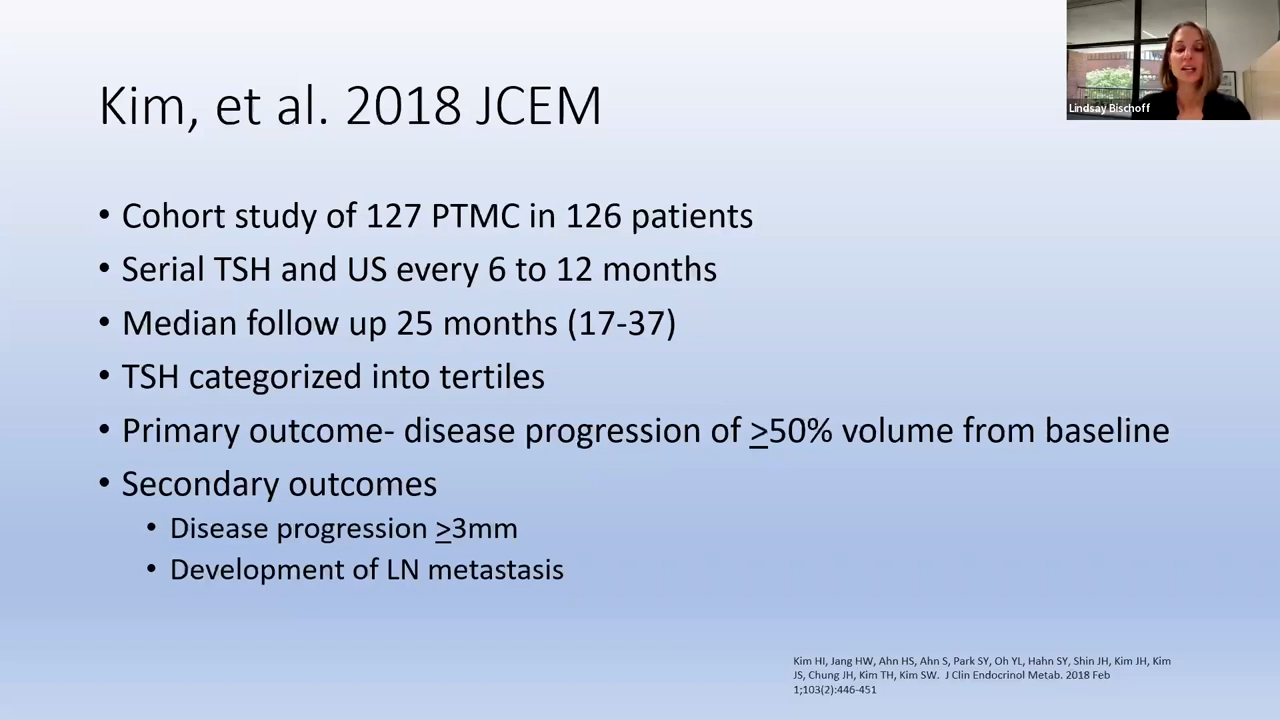 Lindsay Bischoff
Kim, et al. 2018 JCEM
• Cohort study of 127 PTMC in 126 patients
• Serial TSH and US every 6 to 12 months
• Median follow up 25 months (17-37)
• TSH categorized into tertiles
• Primary outcome- disease progression of ≥50% volume from baseline
• Secondary outcomes
• Disease progression ≥3mm
• Development of LN metastasis
Kim HI, Jang HW, Ahn HS, Ahn S, Park SY, Oh YL, Hahn SY, Shin JH, Kim JH, Kim
JS, Chung JH, Kim TH, Kim SW.  J Clin Endocrinol Metab. 2018 Feb
1;103(2):446-451